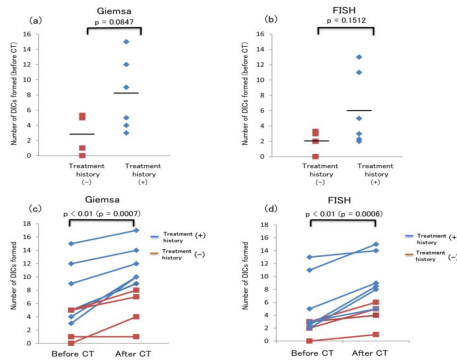 Giemsa
(a)
p = 0.0847
Number of DICs formed (before CT)
16
14
12
10
8
6
4
2
0
Treatment history (−)
Treatment history (+)
FISH
(b)
p = 0.1512
Number of DICs formed (before CT)
16
14
12
10
8
6
4
2
0
Treatment history (−)
Treatment history (+)
Giemsa
(c)
p < 0.01 (p = 0.0007)
Number of DICs formed
18
16
14
12
10
8
6
4
2
0
Before CT
After CT
Treatment history (+)
Treatment history (−)
FISH
(d)
p < 0.01 (p = 0.0006)
Number of DICs formed
18
16
14
12
10
8
6
4
2
0
Before CT
After CT
Treatment history (+)
Treatment history (−)